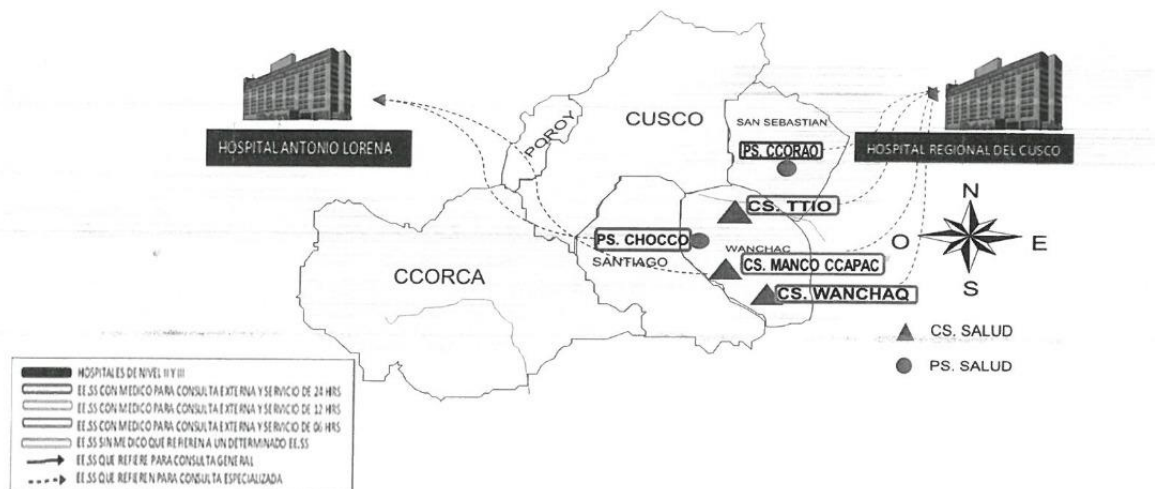 HOSPITAL ANTONIO LORENA
HOSPITAL REGIONAL DEL CUSCO
CUSCO
POROY
SAN SEBASTIAN
PS. CCORAO
CS. TTIO
PS. CHOCCO
WANCHAC
SANTIAGO
CS. MANCO CCAPAC
CS. WANCHAQ
CCORCA
N
O
E
S
CS. SALUD
PS. SALUD
HOSPITALES DE NIVEL II Y III
EE.SS CON MEDICO PARA CONSULTA EXTERNA Y SERVICIO DE 24 HRS
EE.SS CON MEDICO PARA CONSULTA EXTERNA Y SERVICIO DE 12 HRS
EE.SS CON MEDICO PARA CONSULTA EXTERNA Y SERVICIO DE 06 HRS
EE.SS SIN MEDICO QUE REFIEREN A UN DETERMINADO EE.SS
EE.SS QUE REFIERE PARA CONSULTA GENERAL
EE.SS QUE REFIEREN PARA CONSULTA ESPECIALIZADA